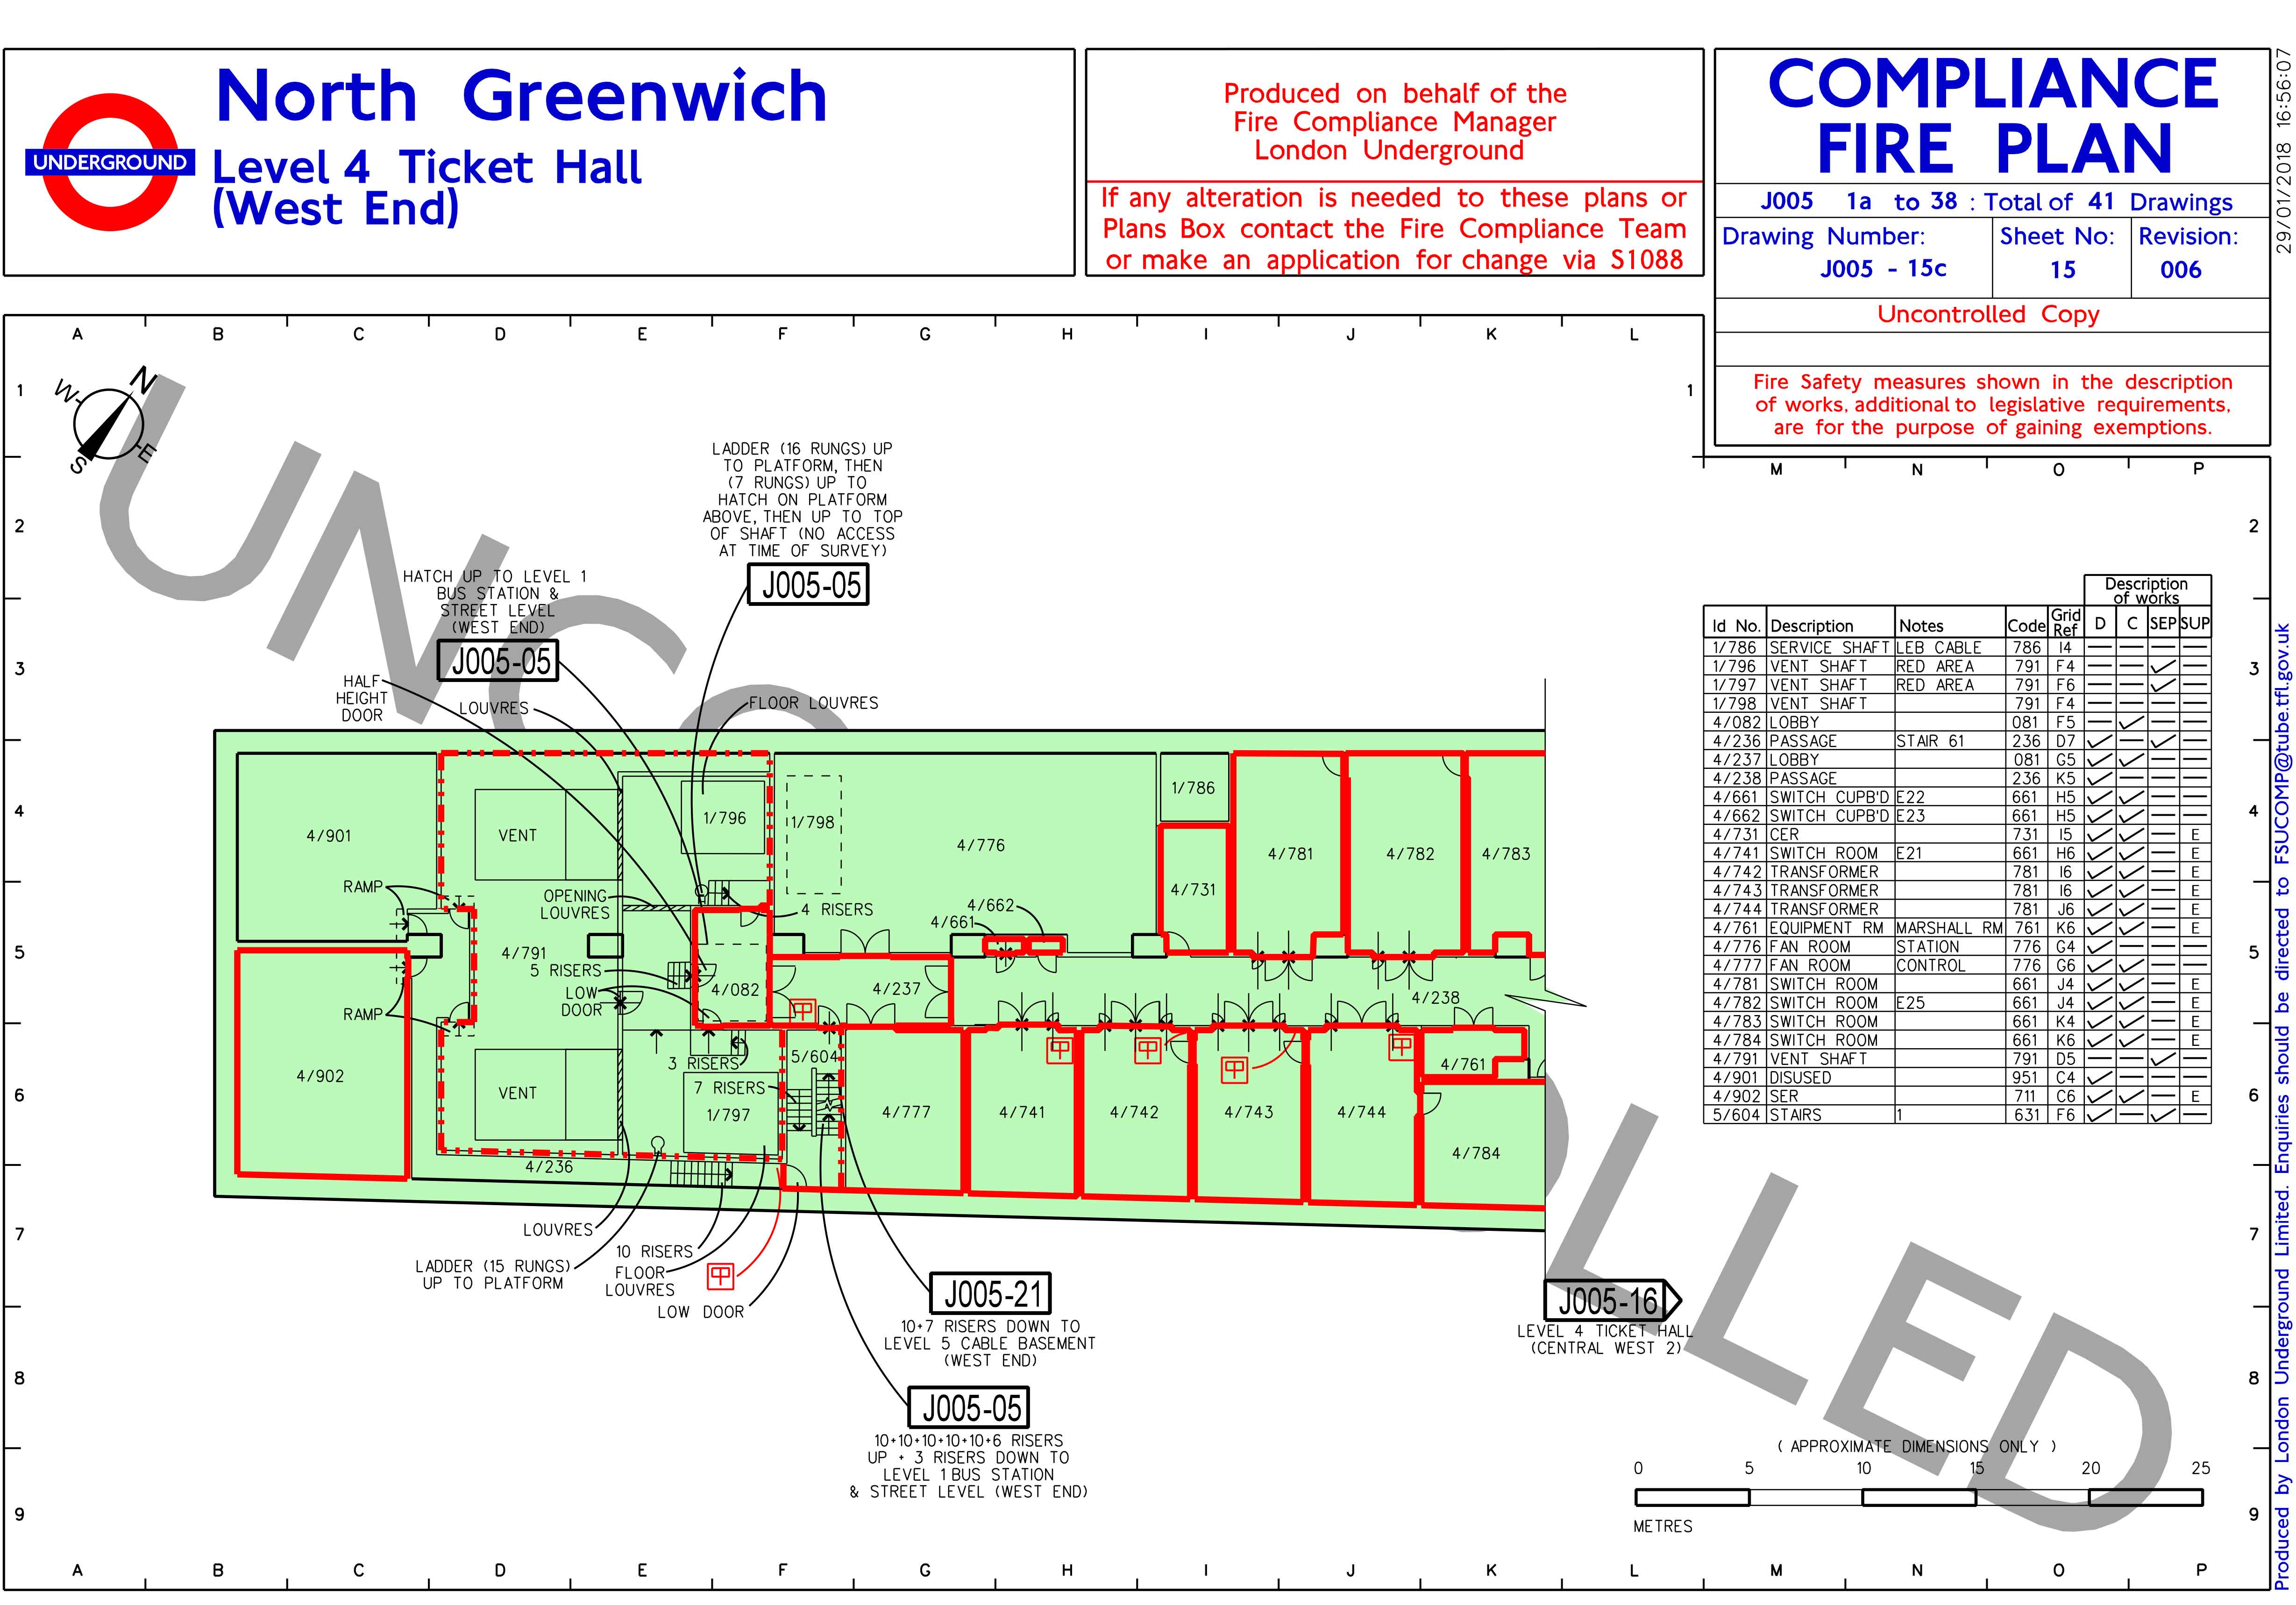 North Greenwich
UNDERGROUND
Level 4 Ticket Hall
(West End)
Produced on behalf of the
Fire Compliance Manager
London Underground
If any alteration is needed to these plans or
Plans Box contact the Fire Compliance Team
or make an application for change via S1088
COMPLIANCE
FIRE PLAN
J005 1a to 38 : Total of 41 Drawings
Drawing Number:
J005 - 15c
Sheet No:
15
Revision:
006
Uncontrolled Copy
Fire Safety measures shown in the description
of works, additional to legislative requirements,
are for the purpose of gaining exemptions.
29/01/2018 16:56:07
Produced by London Underground Limited. Enquiries should be directed to FSUCOMP@tube.tfl.gov.uk
A B C D E F G H I J K L
M N O P
1
2
3
4
5
6
7
8
9
1
2
3
4
5
6
7
8
9
N
W
E
S
LADDER (16 RUNGS) UP
TO PLATFORM, THEN
(7 RUNGS) UP TO
HATCH ON PLATFORM
ABOVE, THEN UP TO TOP
OF SHAFT (NO ACCESS
AT TIME OF SURVEY)
J005-05
HATCH UP TO LEVEL 1
BUS STATION &
STREET LEVEL
(WEST END)
J005-05
HALF
HEIGHT
DOOR
LOUVRES
FLOOR LOUVRES
4/901
VENT
1/796
1/798
4/776
1/786
4/731
4/781
4/782
4/783
RAMP
OPENING
LOUVRES
4 RISERS
4/661
4/662
4/791
5 RISERS
LOW
DOOR
4/082
4/237
4/238
RAMP
3 RISERS
5/604
7 RISERS
4/902
VENT
1/797
4/777
4/741
4/742
4/743
4/744
4/761
4/784
4/236
LOUVRES
LADDER (15 RUNGS)
UP TO PLATFORM
10 RISERS
FLOOR
LOUVRES
LOW DOOR
J005-21
10+7 RISERS DOWN TO
LEVEL 5 CABLE BASEMENT
(WEST END)
J005-05
10+10+10+10+10+6 RISERS
UP + 3 RISERS DOWN TO
LEVEL 1 BUS STATION
& STREET LEVEL (WEST END)
J005-16
LEVEL 4 TICKET HALL
(CENTRAL WEST 2)
Description
of works
Id No. Description Notes Code Grid Ref D C SEP SUP
1/786 SERVICE SHAFT LEB CABLE 786 I4 — — — —
1/796 VENT SHAFT RED AREA 791 F4 — — ✓ —
1/797 VENT SHAFT RED AREA 791 F6 — — ✓ —
1/798 VENT SHAFT 791 F4 — — — —
4/082 LOBBY 081 F5 — ✓ — —
4/236 PASSAGE STAIR 61 236 D7 ✓ — ✓ —
4/237 LOBBY 081 G5 ✓ ✓ — —
4/238 PASSAGE 236 K5 ✓ — — —
4/661 SWITCH CUPB'D E22 661 H5 ✓ ✓ — —
4/662 SWITCH CUPB'D E23 661 H5 ✓ ✓ — —
4/731 CER 731 I5 ✓ ✓ — E
4/741 SWITCH ROOM E21 661 H6 ✓ ✓ — E
4/742 TRANSFORMER 781 I6 ✓ ✓ — E
4/743 TRANSFORMER 781 I6 ✓ ✓ — E
4/744 TRANSFORMER 781 J6 ✓ ✓ — E
4/761 EQUIPMENT RM MARSHALL RM 761 K6 ✓ ✓ — E
4/776 FAN ROOM STATION 776 G4 ✓ — — —
4/777 FAN ROOM CONTROL 776 G6 ✓ ✓ — —
4/781 SWITCH ROOM 661 J4 ✓ ✓ — E
4/782 SWITCH ROOM E25 661 J4 ✓ ✓ — E
4/783 SWITCH ROOM 661 K4 ✓ ✓ — E
4/784 SWITCH ROOM 661 K6 ✓ ✓ — E
4/791 VENT SHAFT 791 D5 — — ✓ —
4/901 DISUSED 951 C4 ✓ — — —
4/902 SER 711 C6 ✓ ✓ — E
5/604 STAIRS 1 631 F6 ✓ — ✓ —
( APPROXIMATE DIMENSIONS ONLY )
0 5 10 15 20 25
METRES
A B C D E F G H I J K L M N O P
UNCONTROLLED